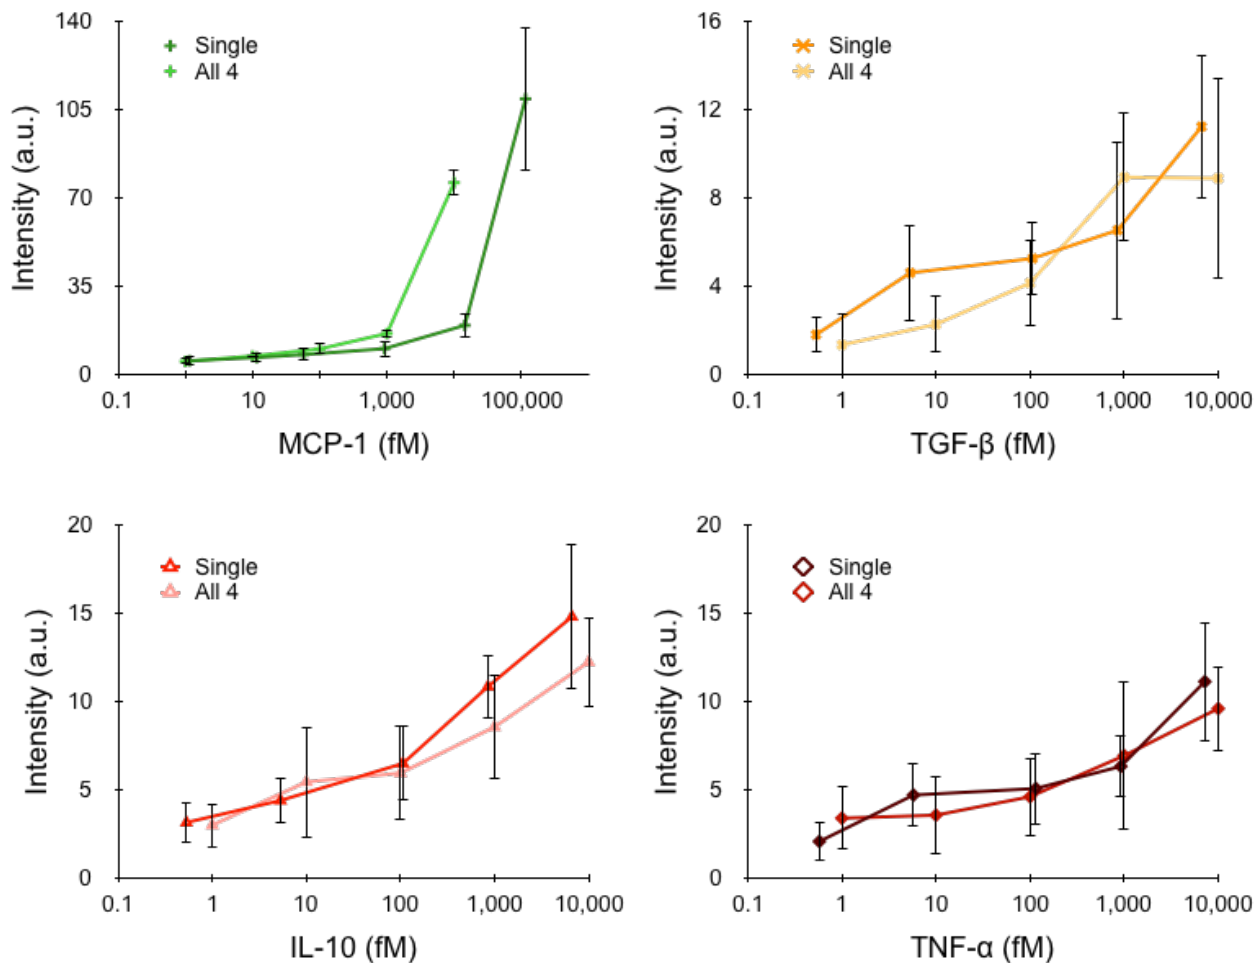 140
105
70
35
0
Intensity (a.u.)
Single
All 4
0.1
10
1,000
100,000
MCP-1 (fM)
16
12
8
4
0
Intensity (a.u.)
Single
All 4
0.1
1
10
100
1,000
10,000
TGF-β (fM)
20
15
10
5
0
Intensity (a.u.)
Single
All 4
0.1
1
10
100
1,000
10,000
IL-10 (fM)
20
15
10
5
0
Intensity (a.u.)
Single
All 4
0.1
1
10
100
1,000
10,000
TNF-α (fM)